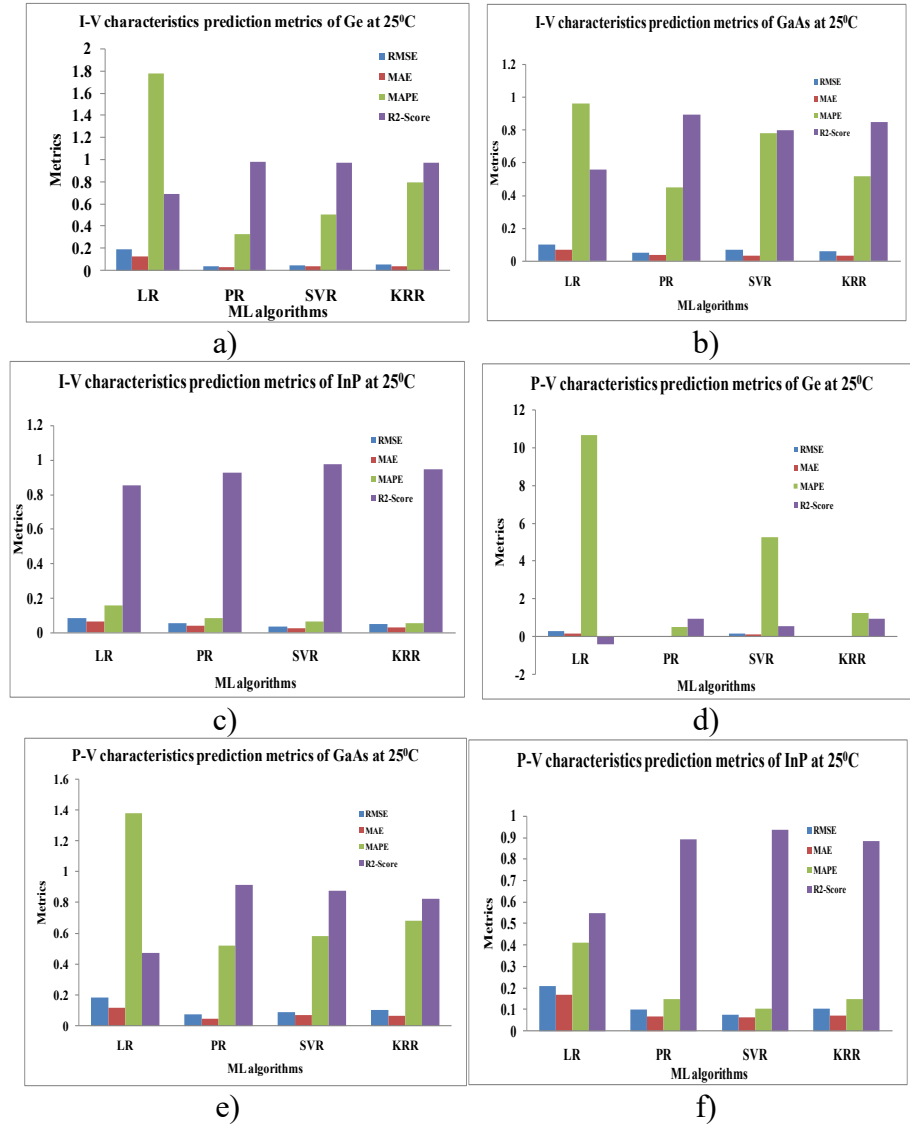 I-V characteristics prediction metrics of Ge at 25⁰C
2
1.8
1.6
1.4
1.2
1
0.8
0.6
0.4
0.2
0
Metrics
RMSE
MAE
MAPE
R2-Score
LR PR SVR KRR
ML algorithms
a)
I-V characteristics prediction metrics of GaAs at 25⁰C
1.2
1
0.8
0.6
0.4
0.2
0
Metrics
RMSE
MAE
MAPE
R2-Score
LR PR SVR KRR
ML algorithms
b)
I-V characteristics prediction metrics of InP at 25⁰C
1.2
1
0.8
0.6
0.4
0.2
0
Metrics
RMSE
MAE
MAPE
R2-Score
LR PR SVR KRR
ML algorithms
c)
P-V characteristics prediction metrics of Ge at 25⁰C
12
10
8
6
4
2
0
-2
Metrics
RMSE
MAE
MAPE
R2-Score
LR PR SVR KRR
ML algorithms
d)
P-V characteristics prediction metrics of GaAs at 25⁰C
1.6
1.4
1.2
1
0.8
0.6
0.4
0.2
0
Metrics
RMSE
MAE
MAPE
R2-Score
LR PR SVR KRR
ML algorithms
e)
P-V characteristics prediction metrics of InP at 25⁰C
1
0.9
0.8
0.7
0.6
0.5
0.4
0.3
0.2
0.1
0
Metrics
RMSE
MAE
MAPE
R2-Score
LR PR SVR KRR
ML algorithms
f)